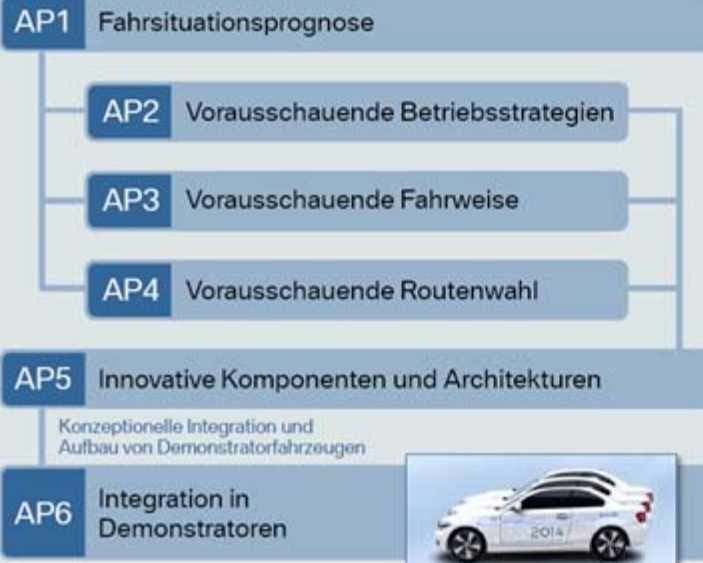 AP1 Fahrsituationsprognose
AP2 Vorausschauende Betriebsstrategien
AP3 Vorausschauende Fahrweise
AP4 Vorausschauende Routenwahl
AP5 Innovative Komponenten und Architekturen
Konzeptionelle Integration und
Aufbau von Demonstratorfahrzeugen
AP6 Integration in
Demonstratoren
2014